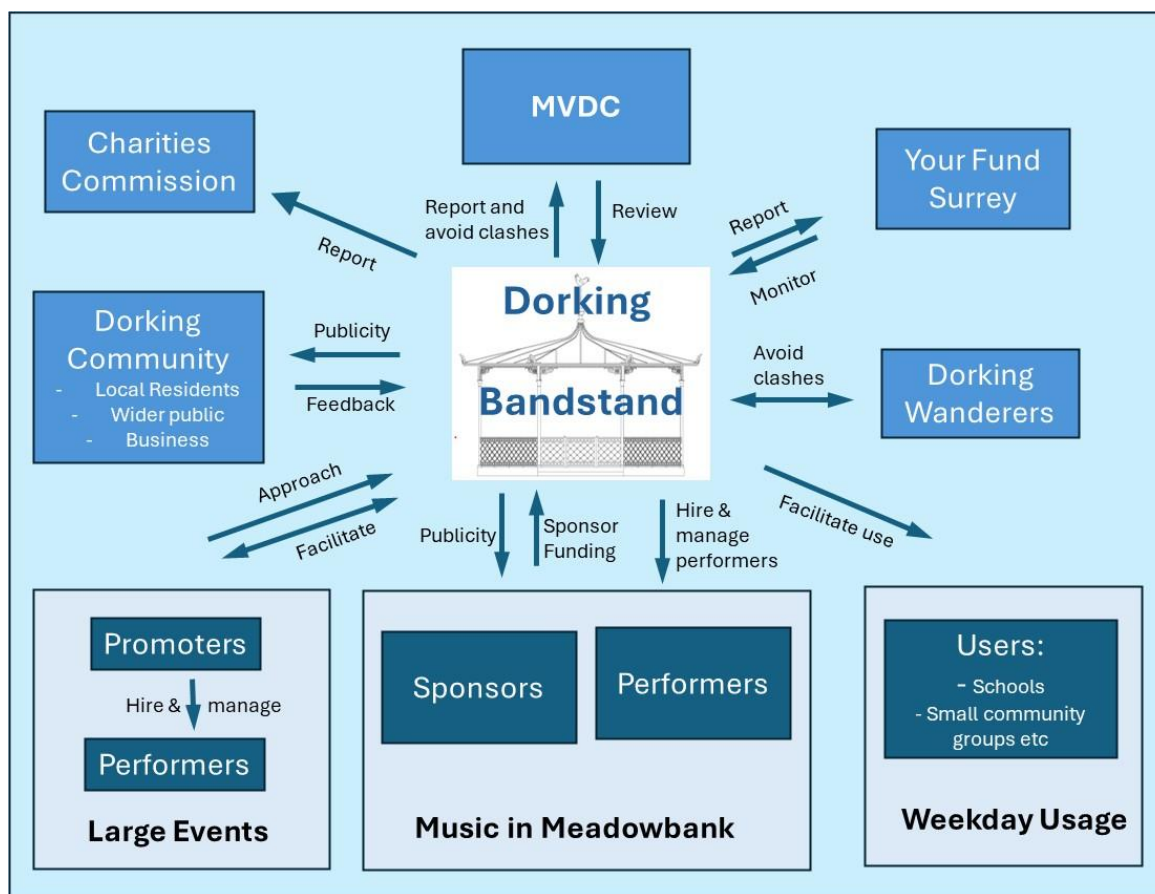 MVDC
Charities
Commission
Your Fund
Surrey
Report and
avoid clashes
Review
Report
Report
Monitor
Dorking
Bandstand
Dorking
Community
- Local Residents
- Wider public
- Business
Publicity
Feedback
Avoid
clashes
Dorking
Wanderers
Approach
Facilitate
Publicity
Sponsor
Funding
Hire &
manage
performers
Facilitate use
Promoters
Hire & manage
Performers
Large Events
Sponsors
Performers
Music in Meadowbank
Users:
- Schools
- Small community
groups etc
Weekday Usage